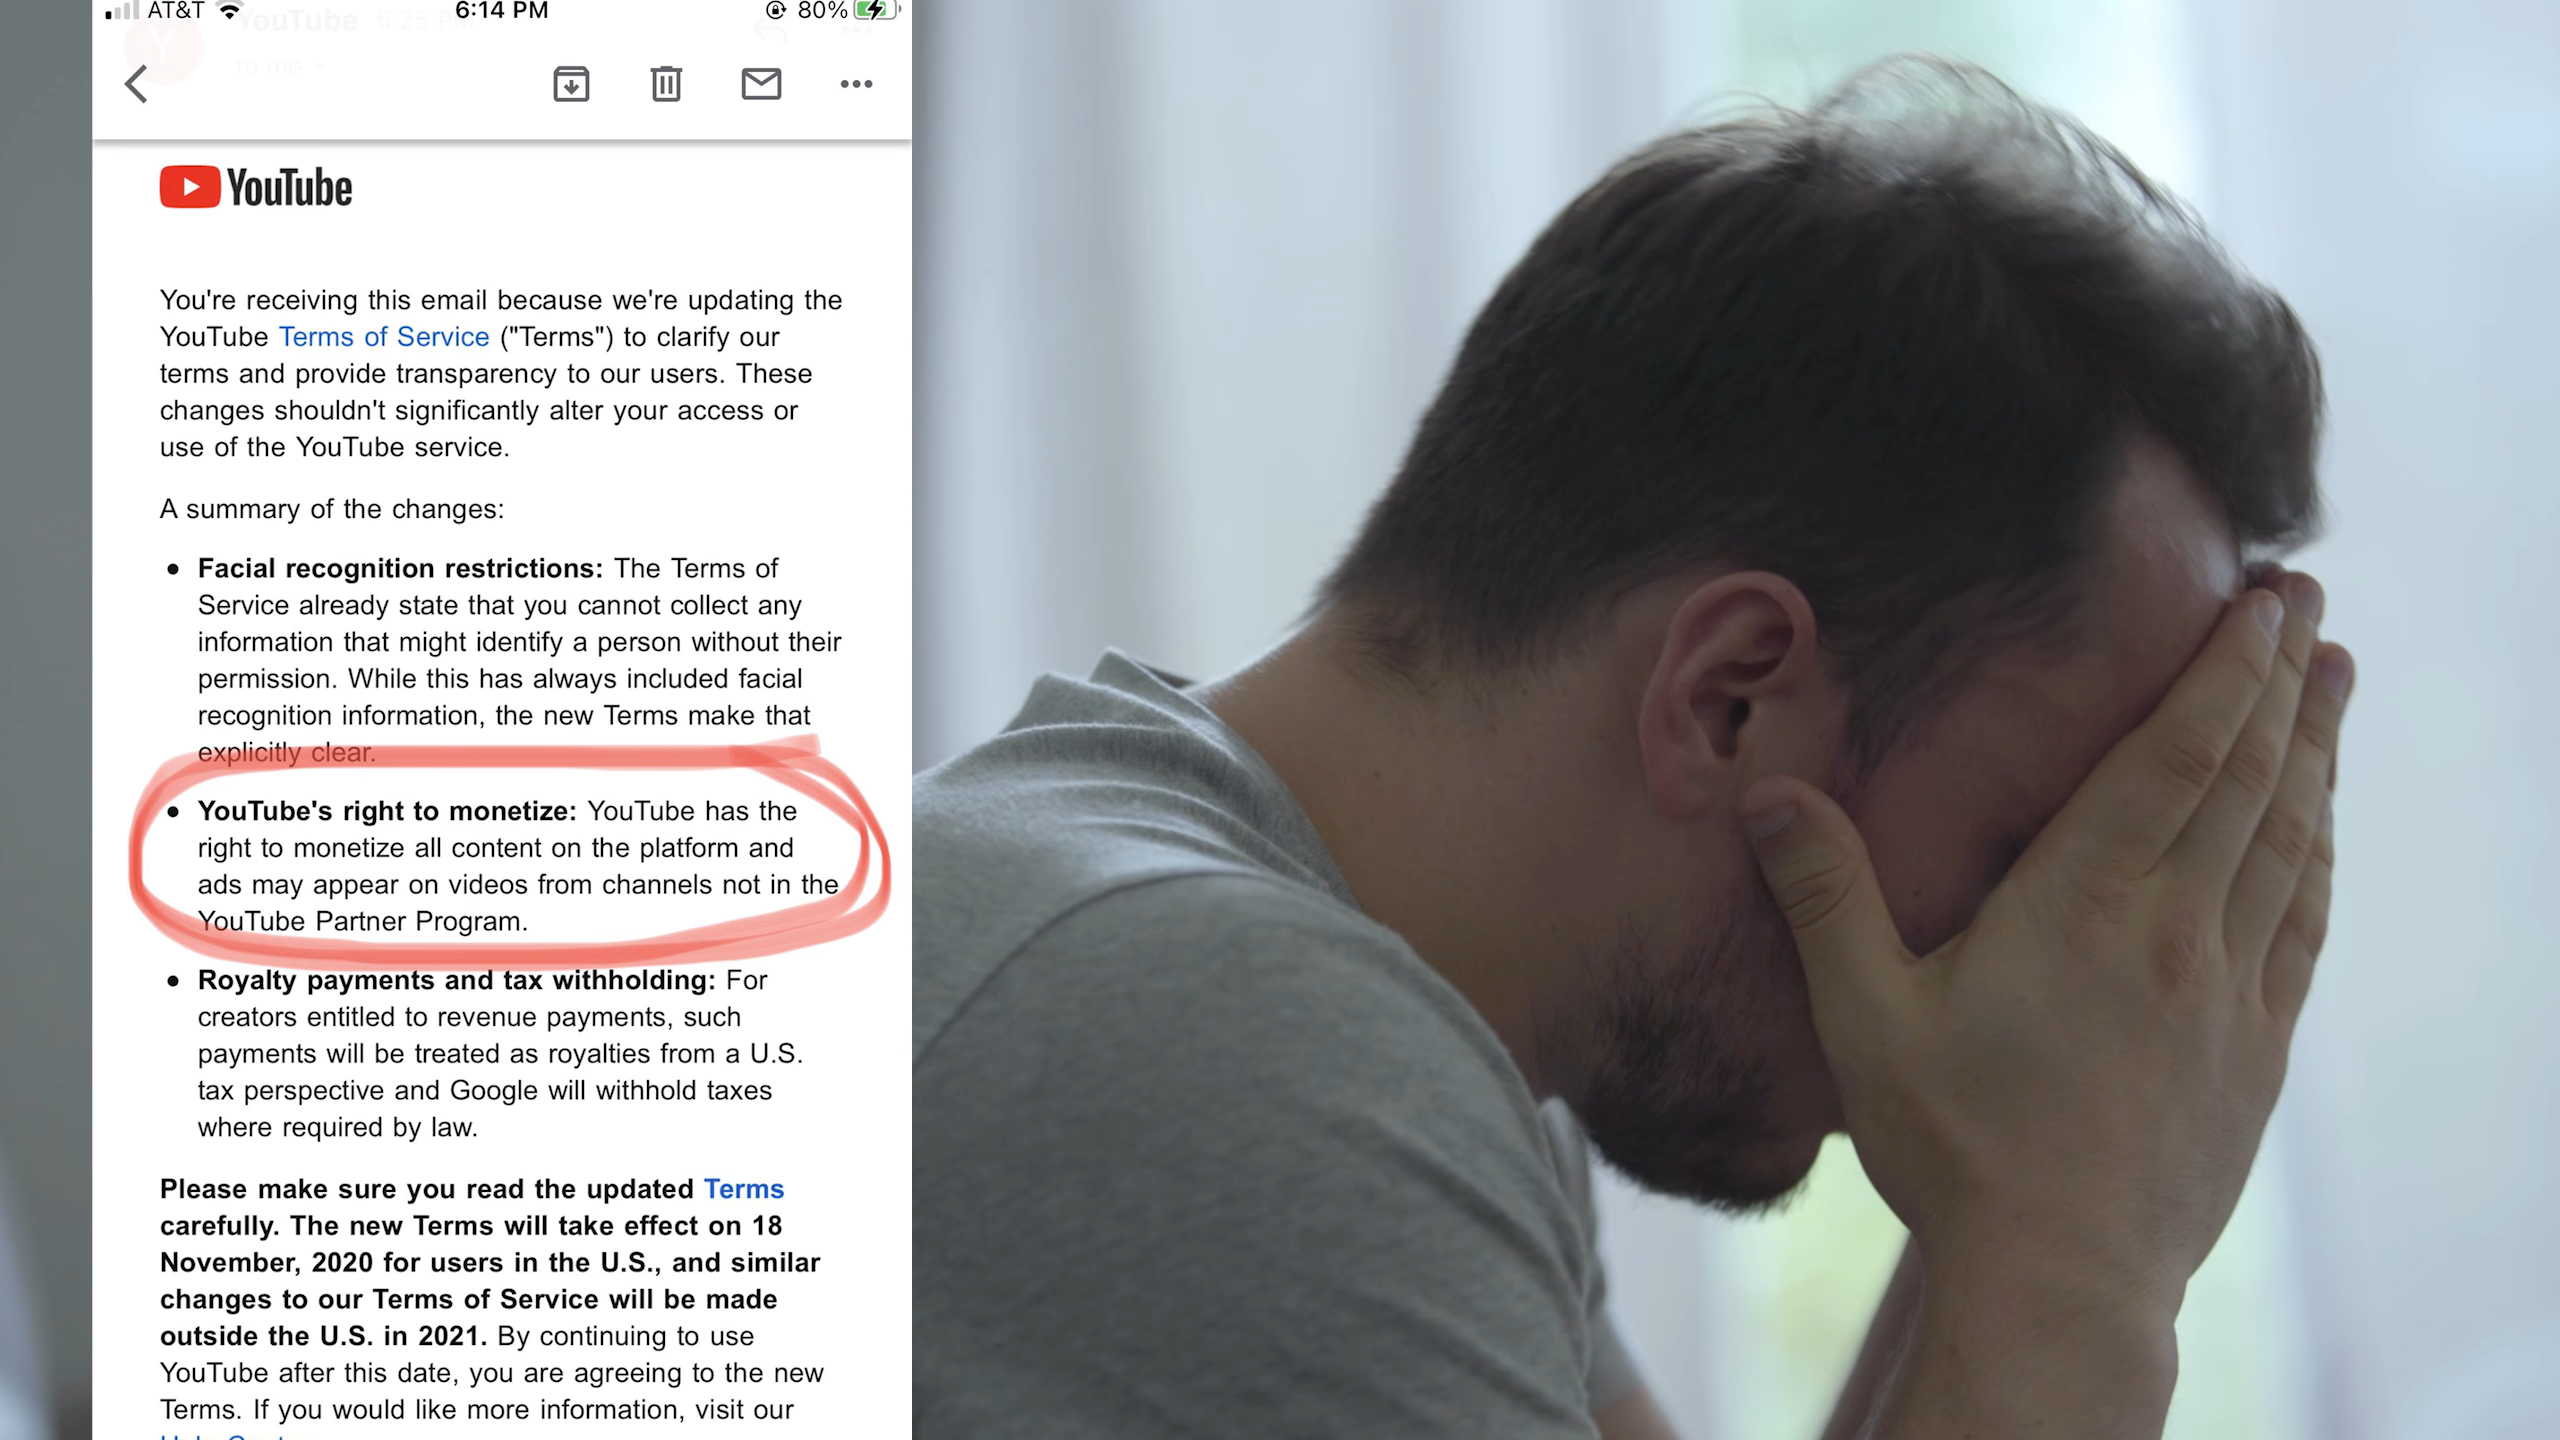 AT&T 6:14 PM 80%
YouTube 5:25 PM
to me
YouTube
You're receiving this email because we're updating the
YouTube Terms of Service ("Terms") to clarify our
terms and provide transparency to our users. These
changes shouldn't significantly alter your access or
use of the YouTube service.
A summary of the changes:
Facial recognition restrictions: The Terms of
Service already state that you cannot collect any
information that might identify a person without their
permission. While this has always included facial
recognition information, the new Terms make that
explicitly clear.
YouTube's right to monetize: YouTube has the
right to monetize all content on the platform and
ads may appear on videos from channels not in the
YouTube Partner Program.
Royalty payments and tax withholding: For
creators entitled to revenue payments, such
payments will be treated as royalties from a U.S.
tax perspective and Google will withhold taxes
where required by law.
Please make sure you read the updated Terms
carefully. The new Terms will take effect on 18
November, 2020 for users in the U.S., and similar
changes to our Terms of Service will be made
outside the U.S. in 2021. By continuing to use
YouTube after this date, you are agreeing to the new
Terms. If you would like more information, visit our